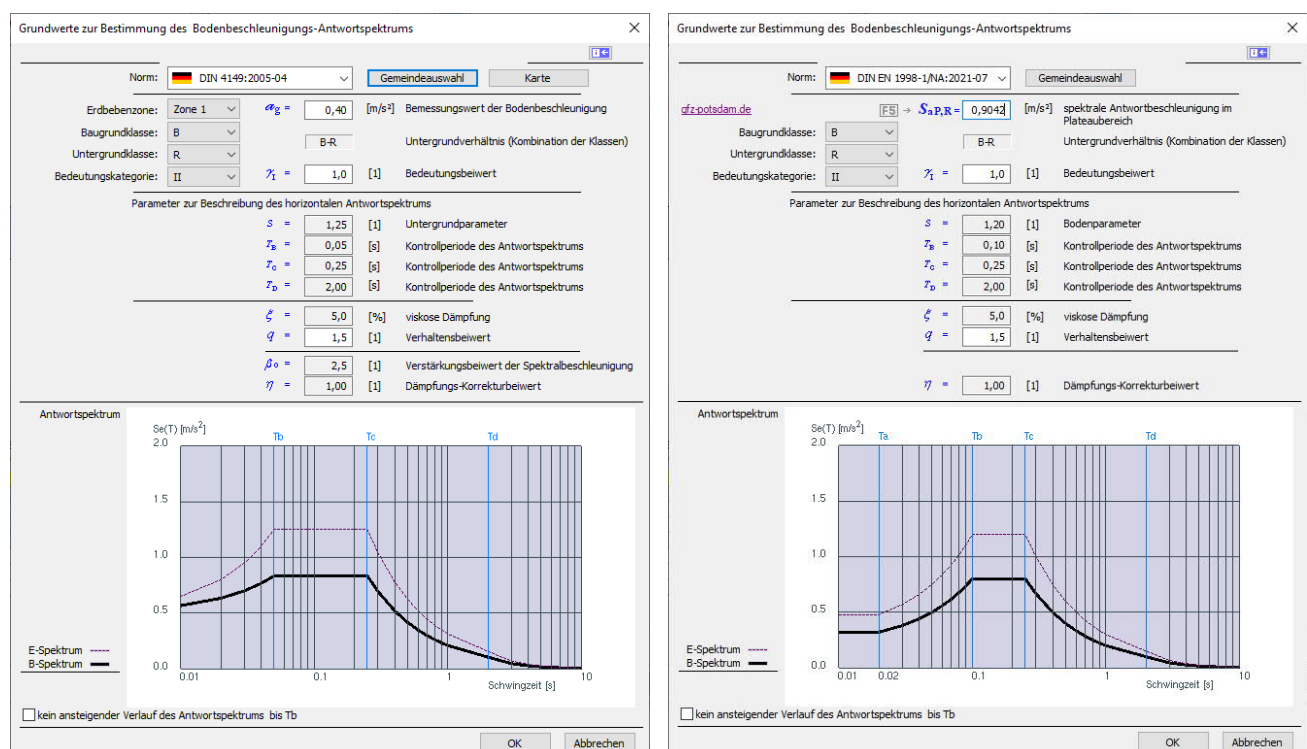 Grundwerte zur Bestimmung des Bodenbeschleunigungs-Antwortspektrums
Norm: DIN 4149:2005-04 Gemeindeauswahl Karte
Erdbebenzone: Zone 1 αg = 0,40 [m/s²] Bemessungswert der Bodenbeschleunigung
Baugrundklasse: B
B-R Untergrundverhältnis (Kombination der Klassen)
Untergrundklasse: R
Bedeutungskategorie: II γI = 1,0 [1] Bedeutungsbeiwert
Parameter zur Beschreibung des horizontalen Antwortspektrums
S = 1,25 [1] Untergrundparameter
TB = 0,05 [s] Kontrollperiode des Antwortspektrums
TC = 0,25 [s] Kontrollperiode des Antwortspektrums
TD = 2,00 [s] Kontrollperiode des Antwortspektrums
ξ = 5,0 [%] viskose Dämpfung
q = 1,5 [1] Verhaltensbeiwert
β0 = 2,5 [1] Verstärkungsbeiwert der Spektralbeschleunigung
η = 1,00 [1] Dämpfungs-Korrekturbeiwert
Antwortspektrum
Se(T) [m/s²]
Tb Tc Td
2.0
1.5
1.0
0.5
0.0
E-Spektrum
B-Spektrum
0.01 0.1 1 10
Schwingzeit [s]
kein ansteigender Verlauf des Antwortspektrums bis Tb
OK Abbrechen
Grundwerte zur Bestimmung des Bodenbeschleunigungs-Antwortspektrums
Norm: DIN EN 1998-1/NA:2021-07 Gemeindeauswahl
gfz-potsdam.de F5 → SaP,R = 0,9042 [m/s²] spektrale Antwortbeschleunigung im
Plateaubereich
Baugrundklasse: B
B-R Untergrundverhältnis (Kombination der Klassen)
Untergrundklasse: R
Bedeutungskategorie: II γI = 1,0 [1] Bedeutungsbeiwert
Parameter zur Beschreibung des horizontalen Antwortspektrums
S = 1,20 [1] Bodenparameter
TB = 0,10 [s] Kontrollperiode des Antwortspektrums
TC = 0,25 [s] Kontrollperiode des Antwortspektrums
TD = 2,00 [s] Kontrollperiode des Antwortspektrums
ξ = 5,0 [%] viskose Dämpfung
q = 1,5 [1] Verhaltensbeiwert
η = 1,00 [1] Dämpfungs-Korrekturbeiwert
Antwortspektrum
Se(T) [m/s²]
Ta Tb Tc Td
2.0
1.5
1.0
0.5
0.0
E-Spektrum
B-Spektrum
0.01 0.02 0.1 1 10
Schwingzeit [s]
kein ansteigender Verlauf des Antwortspektrums bis Tb
OK Abbrechen